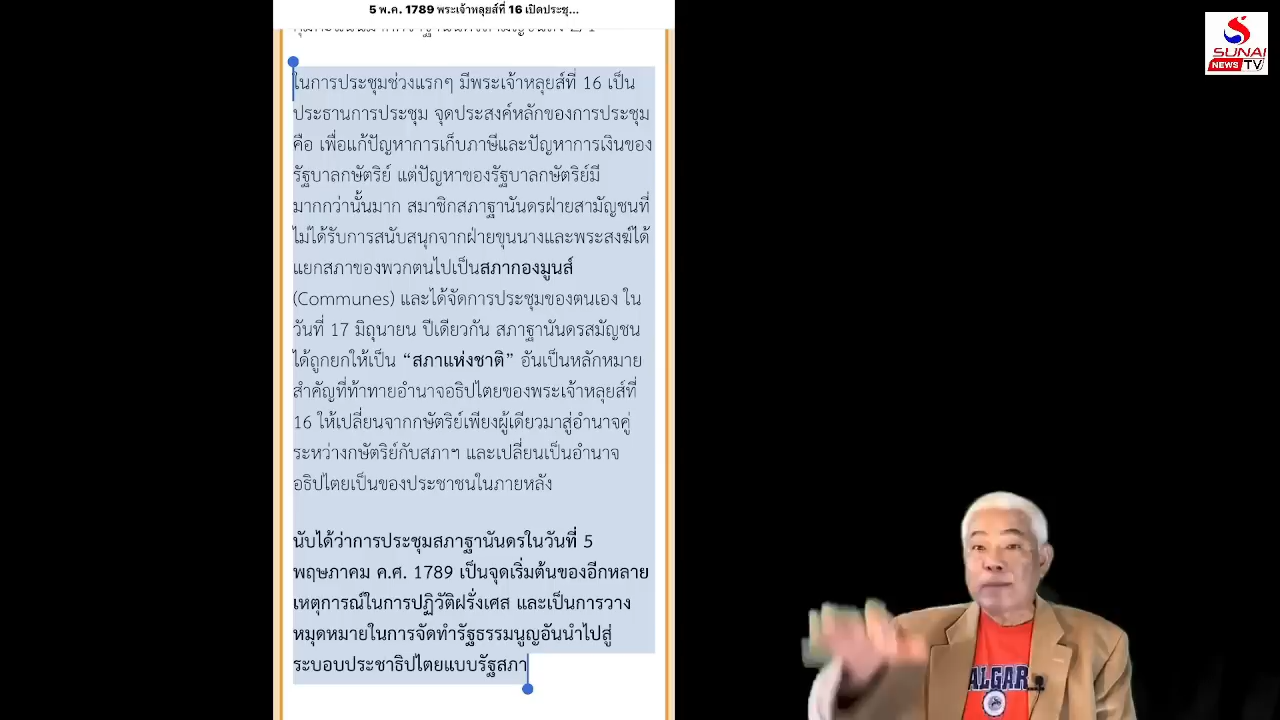 5 พ.ค. 1789 พระเจ้าหลุยส์ที่ 16 เปิดประชุ...
SUNAI
NEWS TV
ในการประชุมช่วงแรกๆ มีพระเจ้าหลุยส์ที่ 16 เป็น
ประธานการประชุม จุดประสงค์หลักของการประชุม
คือ เพื่อแก้ปัญหาการเก็บภาษีและปัญหาการเงินของ
รัฐบาลกษัตริย์ แต่ปัญหาของรัฐบาลกษัตริย์มี
มากกว่านั้นมาก สมาชิกสภาฐานันดรฝ่ายสามัญชนที่
ไม่ได้รับการสนับสนุกจากฝ่ายขุนนางและพระสงฆ์ได้
แยกสภาของพวกตนไปเป็นสภากองมูนส์
(Communes) และได้จัดการประชุมของตนเอง ใน
วันที่ 17 มิถุนายน ปีเดียวกัน สภาฐานันดรสมัญชน
ได้ถูกยกให้เป็น “สภาแห่งชาติ” อันเป็นหลักหมาย
สำคัญที่ท้าทายอำนาจอธิปไตยของพระเจ้าหลุยส์ที่
16 ให้เปลี่ยนจากกษัตริย์เพียงผู้เดียวมาสู่อำนาจคู่
ระหว่างกษัตริย์กับสภาฯ และเปลี่ยนเป็นอำนาจ
อธิปไตยเป็นของประชาชนในภายหลัง
นับได้ว่าการประชุมสภาฐานันดรในวันที่ 5
พฤษภาคม ค.ศ. 1789 เป็นจุดเริ่มต้นของอีกหลาย
เหตุการณ์ในการปฏิวัติฝรั่งเศส และเป็นการวาง
หมุดหมายในการจัดทำรัฐธรรมนูญอันนำไปสู่
ระบอบประชาธิปไตยแบบรัฐสภา
ALGAR